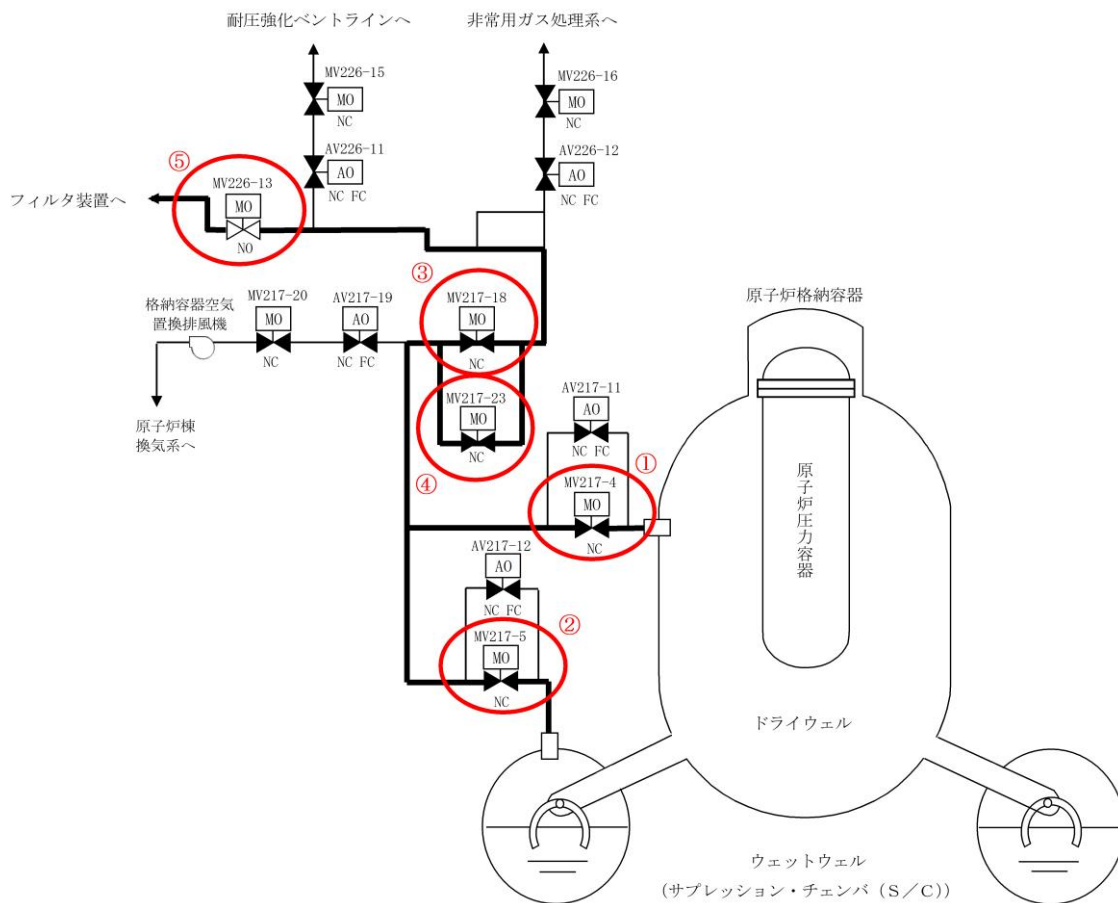 耐圧強化ベントラインへ
非常用ガス処理系へ
MV226-15
MO
NC
MV226-16
MO
NC
AV226-11
AO
NC FC
AV226-12
AO
NC FC
⑤
MV226-13
MO
NO
フィルタ装置へ
③
MV217-18
MO
NC
MV217-20
MO
NC
AV217-19
AO
NC FC
格納容器空気
置換排風機
原子炉棟
換気系へ
MV217-23
MO
NC
④
AV217-11
AO
NC FC
①
MV217-4
MO
NC
AV217-12
AO
NC FC
②
MV217-5
MO
NC
原子炉格納容器
原子炉圧力容器
ドライウェル
ウェットウェル
(サプレッション・チェンバ(S/C))